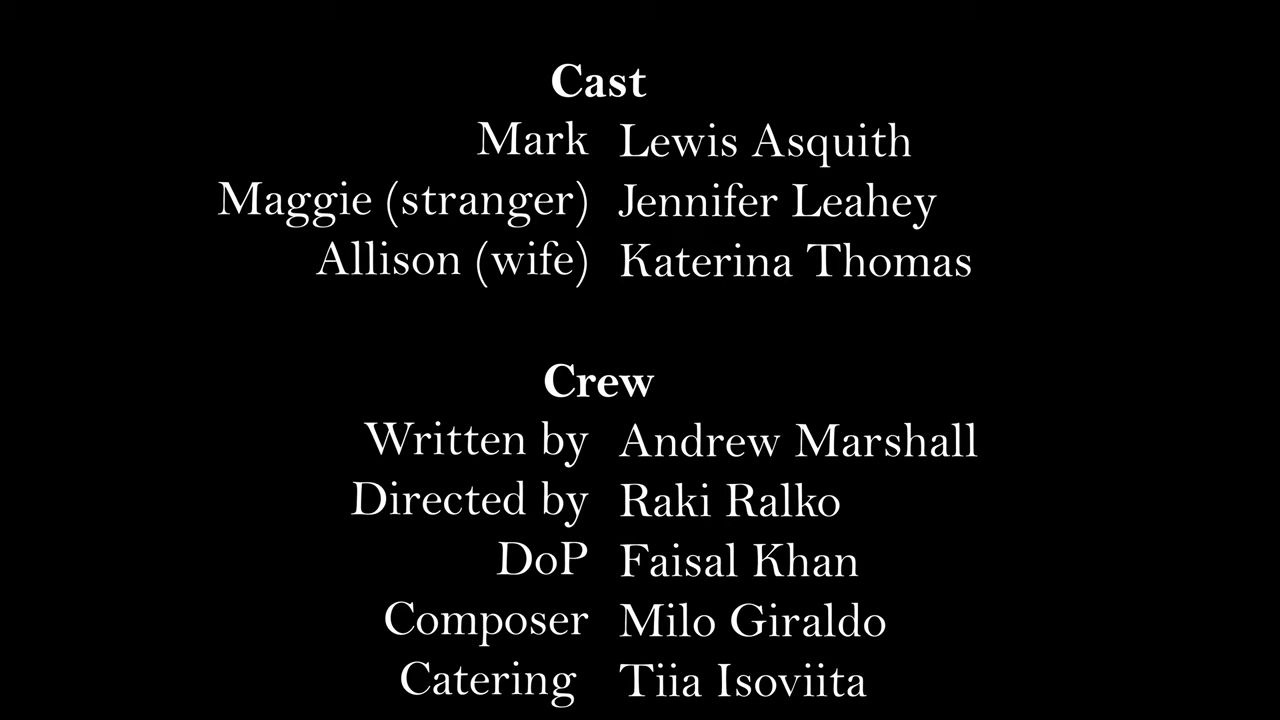 Cast
Mark Lewis Asquith
Maggie (stranger) Jennifer Leahey
Allison (wife) Katerina Thomas
Crew
Written by Andrew Marshall
Directed by Raki Ralko
DoP Faisal Khan
Composer Milo Giraldo
Catering Tiia Isoviita